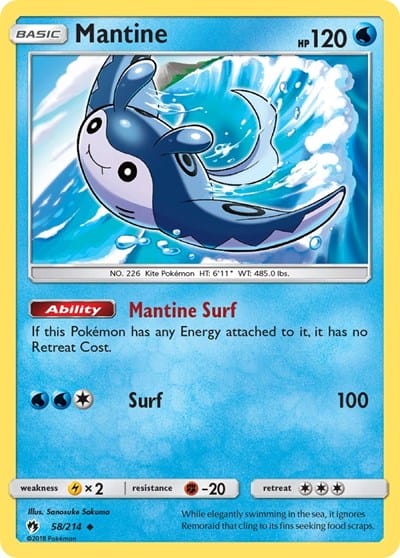 BASIC Mantine HP 120
NO. 226 Kite Pokémon HT: 6'11" WT: 485.0 lbs.
Ability Mantine Surf
If this Pokémon has any Energy attached to it, it has no
Retreat Cost.
Surf 100
weakness ×2 resistance -20 retreat
Illus. Sanosuke Sakuma
58/214
©2018 Pokémon
While elegantly swimming in the sea, it ignores
Remoraid that cling to its fins seeking food scraps.